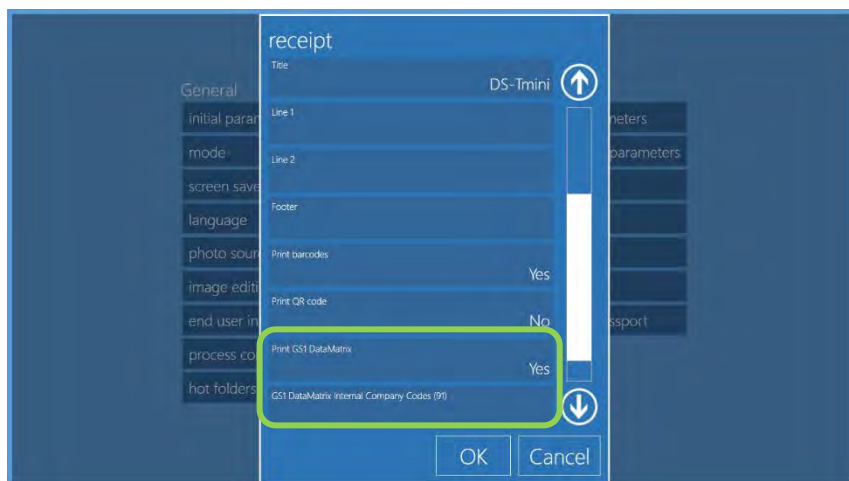 receipt
Title
DS-Tmini
Line 1
Line 2
Footer
Print barcodes
Yes
Print QR code
No
Print GS1 DataMatrix
Yes
GS1 DataMatrix Internal Company Codes (91)
OK
Cancel
General
initial param
mode
screen save
language
photo sour
image editi
end user in
process co
hot folders
meters
parameters
ssport